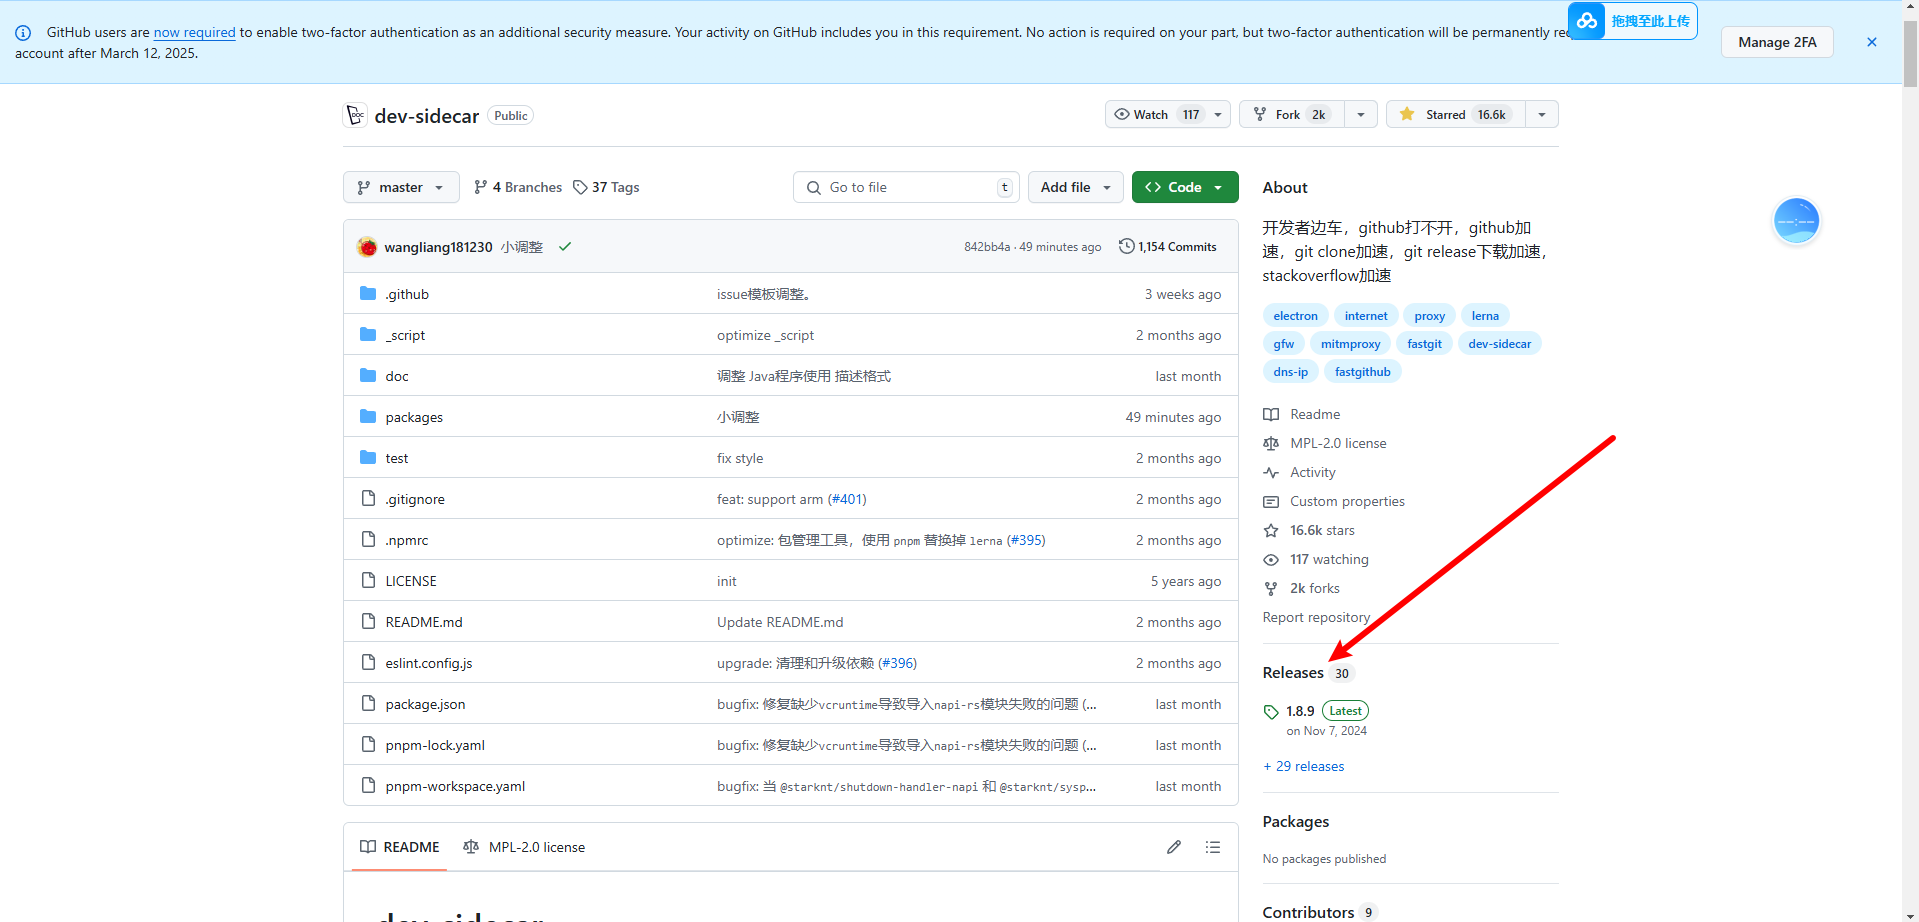 GitHub users are now required to enable two-factor authentication as an additional security measure. Your activity on GitHub includes you in this requirement. No action is required on your part, but two-factor authentication will be permanently
account after March 12, 2025.
拖拽至此上传
Manage 2FA
dev-sidecar Public
Watch 117
Fork 2k
Starred 16.6k
master
4 Branches
37 Tags
Go to file t
Add file
Code
wangliang181230 小调整 842bb4a · 49 minutes ago 1,154 Commits
.github issue模板调整。 3 weeks ago
_script optimize _script 2 months ago
doc 调整 Java程序使用 描述格式 last month
packages 小调整 49 minutes ago
test fix style 2 months ago
.gitignore feat: support arm (#401) 2 months ago
.npmrc optimize: 包管理工具，使用 pnpm 替换掉 lerna (#395) 2 months ago
LICENSE init 5 years ago
README.md Update README.md 2 months ago
eslint.config.js upgrade: 清理和升级依赖 (#396) 2 months ago
package.json bugfix: 修复缺少vcruntime导致导入napi-rs模块失败的问题 (... last month
pnpm-lock.yaml bugfix: 修复缺少vcruntime导致导入napi-rs模块失败的问题 (... last month
pnpm-workspace.yaml bugfix: 当 @starknt/shutdown-handler-napi 和 @starknt/sysp... last month
README
MPL-2.0 license
dev-sidecar
About
开发者边车，github打不开，github加
速，git clone加速，git release下载加速，
stackoverflow加速
electron internet proxy lerna
gfw mitmproxy fastgit dev-sidecar
dns-ip fastgithub
Readme
MPL-2.0 license
Activity
Custom properties
16.6k stars
117 watching
2k forks
Report repository
Releases 30
1.8.9 Latest
on Nov 7, 2024
+ 29 releases
Packages
No packages published
Contributors 9